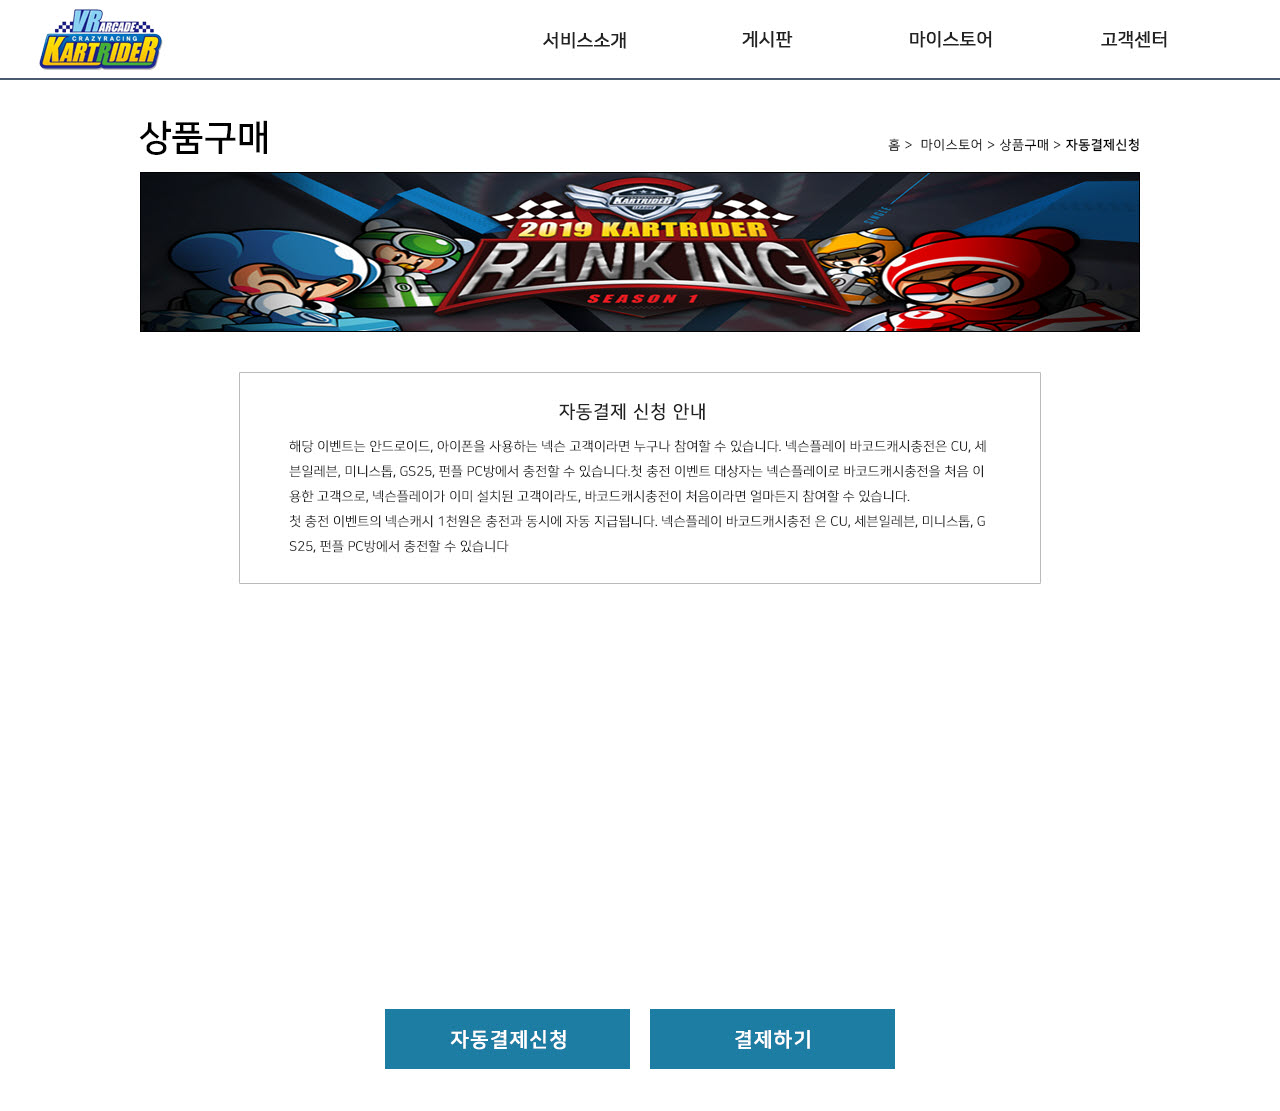 VR ARCADE
CRAZYRACING
KARTRIDER
서비스소개 게시판 마이스토어 고객센터
상품구매
홈 > 마이스토어 > 상품구매 > 자동결제신청
KARTRIDER
LEAGUE
SINGLE
2019 KARTRIDER
RANKING
SEASON 1
자동결제 신청 안내
해당 이벤트는 안드로이드, 아이폰을 사용하는 넥슨 고객이라면 누구나 참여할 수 있습니다. 넥슨플레이 바코드캐시충전은 CU, 세
븐일레븐, 미니스톱, GS25, 펀플 PC방에서 충전할 수 있습니다.첫 충전 이벤트 대상자는 넥슨플레이로 바코드캐시충전을 처음 이
용한 고객으로, 넥슨플레이가 이미 설치된 고객이라도, 바코드캐시충전이 처음이라면 얼마든지 참여할 수 있습니다.
첫 충전 이벤트의 넥슨캐시 1천원은 충전과 동시에 자동 지급됩니다. 넥슨플레이 바코드캐시충전 은 CU, 세븐일레븐, 미니스톱, G
S25, 펀플 PC방에서 충전할 수 있습니다
자동결제신청 결제하기